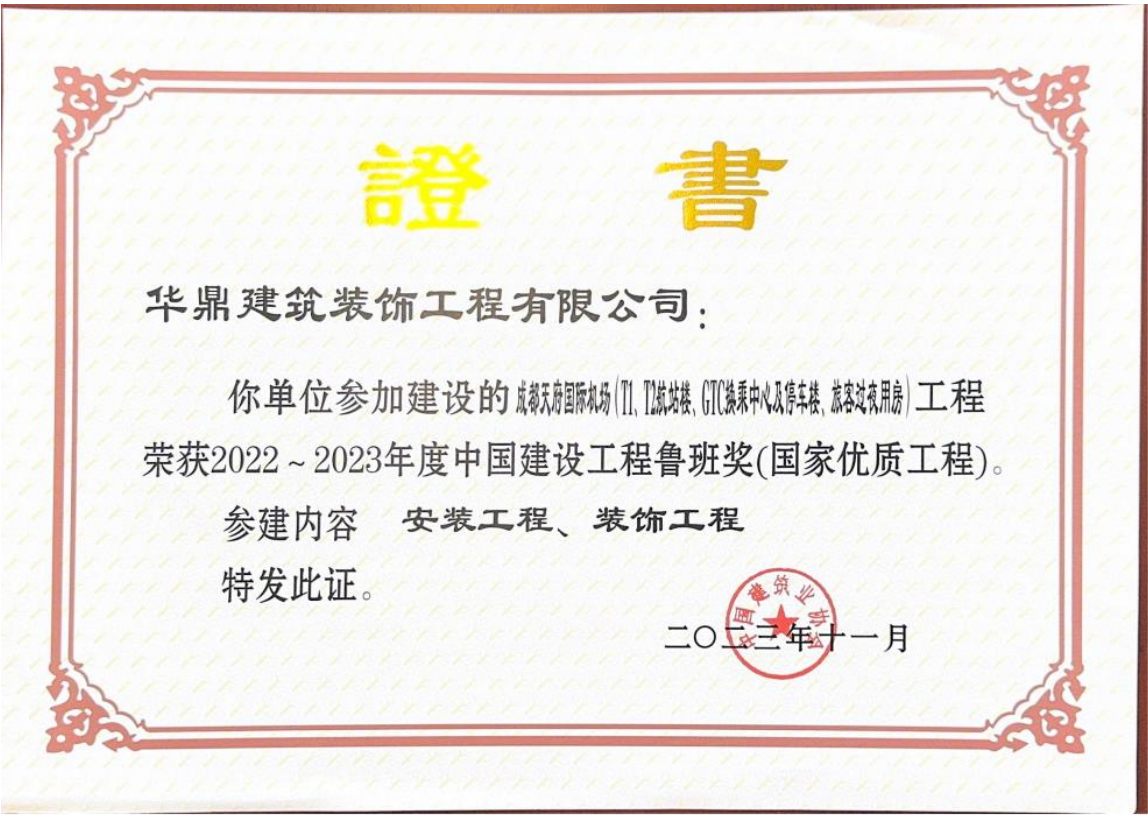 證 書
华鼎建筑装饰工程有限公司：
你单位参加建设的成都天府国际机场（T1、T2航站楼、GTC换乘中心及停车楼、旅客过夜用房）工程
荣获2022～2023年度中国建设工程鲁班奖(国家优质工程)。
参建内容 安装工程、装饰工程
特发此证。
中国建筑业协会
二〇二三年十一月